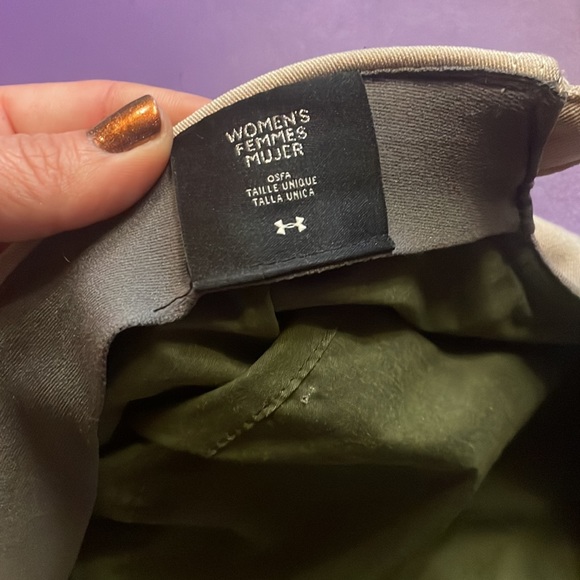 WOMEN'S
FEMMES
MUJER
OSFA
TAILLE UNIQUE
TALLA UNICA